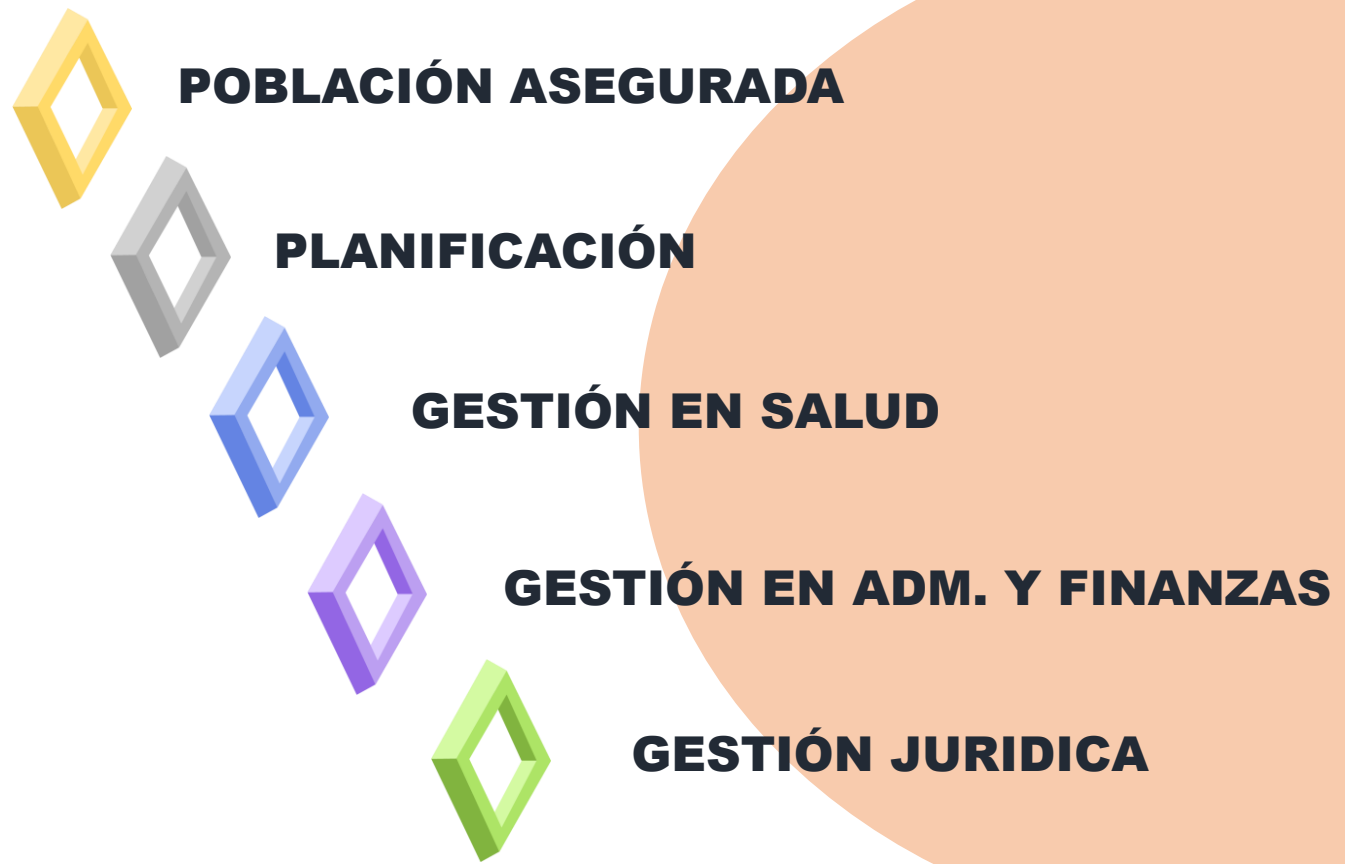 POBLACIÓN ASEGURADA
PLANIFICACIÓN
GESTIÓN EN SALUD
GESTIÓN EN ADM. Y FINANZAS
GESTIÓN JURIDICA